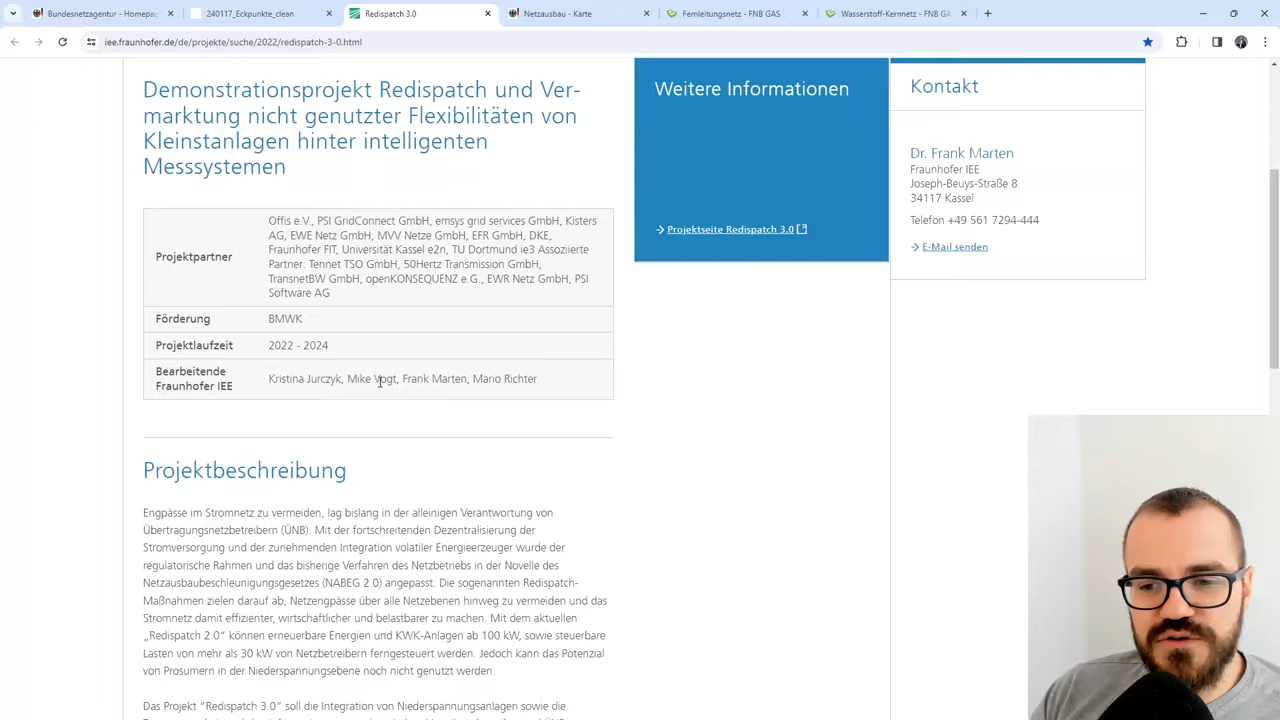 Bundesnetzagentur - Homepag
240117_Eckpunkte_clean
Redispatch 3.0
Netzausbau - Karte
Fernleitungsnetz - FNB GAS
Wasserstoff-Kernnetz - FNB GA
iee.fraunhofer.de/de/projekte/suche/2022/redispatch-3-0.html
Demonstrationsprojekt Redispatch und Ver-
marktung nicht genutzter Flexibilitäten von
Kleinstanlagen hinter intelligenten
Messsystemen
Projektpartner
Offis e.V., PSI GridConnect GmbH, emsys grid services GmbH, Kisters
AG, EWE Netz GmbH, MVV Netze GmbH, EFR GmbH, DKE,
Fraunhofer FIT, Universität Kassel e2n, TU Dortmund ie3 Assoziierte
Partner: Tennet TSO GmbH, 50Hertz Transmission GmbH,
TransnetBW GmbH, openKONSEQUENZ e.G., EWR Netz GmbH, PSI
Software AG
Förderung
BMWK
Projektlaufzeit
2022 - 2024
Bearbeitende
Fraunhofer IEE
Kristina Jurczyk, Mike Vogt, Frank Marten, Mario Richter
Projektbeschreibung
Engpässe im Stromnetz zu vermeiden, lag bislang in der alleinigen Verantwortung von
Übertragungsnetzbetreibern (ÜNB). Mit der fortschreitenden Dezentralisierung der
Stromversorgung und der zunehmenden Integration volatiler Energieerzeuger wurde der
regulatorische Rahmen und das bisherige Verfahren des Netzbetriebs in der Novelle des
Netzausbaubeschleunigungsgesetzes (NABEG 2.0) angepasst. Die sogenannten Redispatch-
Maßnahmen zielen darauf ab, Netzengpässe über alle Netzebenen hinweg zu vermeiden und das
Stromnetz damit effizienter, wirtschaftlicher und belastbarer zu machen. Mit dem aktuellen
„Redispatch 2.0“ können erneuerbare Energien und KWK-Anlagen ab 100 kW, sowie steuerbare
Lasten von mehr als 30 kW von Netzbetreibern ferngesteuert werden. Jedoch kann das Potenzial
von Prosumern in der Niederspannungsebene noch nicht genutzt werden.
Das Projekt “Redispatch 3.0” soll die Integration von Niederspannungsanlagen sowie die
Weitere Informationen
Projektseite Redispatch 3.0
Kontakt
Dr. Frank Marten
Fraunhofer IEE
Joseph-Beuys-Straße 8
34117 Kassel
Telefon +49 561 7294-444
E-Mail senden